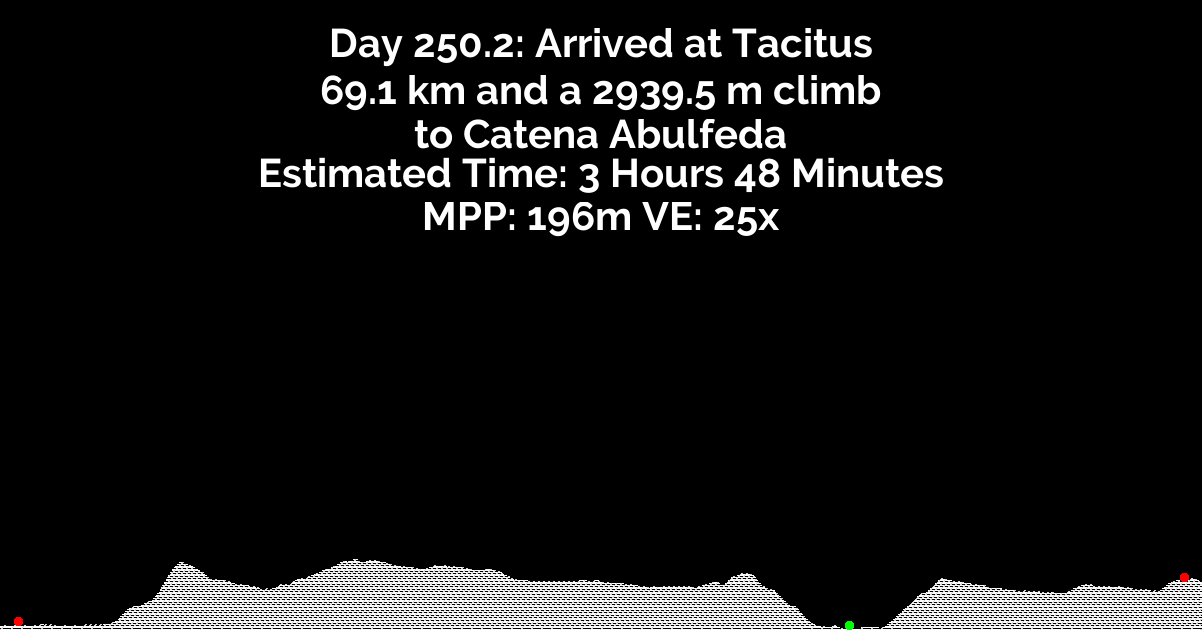 Day 250.2: Arrived at Tacitus
69.1 km and a 2939.5 m climb
to Catena Abulfeda
Estimated Time: 3 Hours 48 Minutes
MPP: 196m VE: 25x